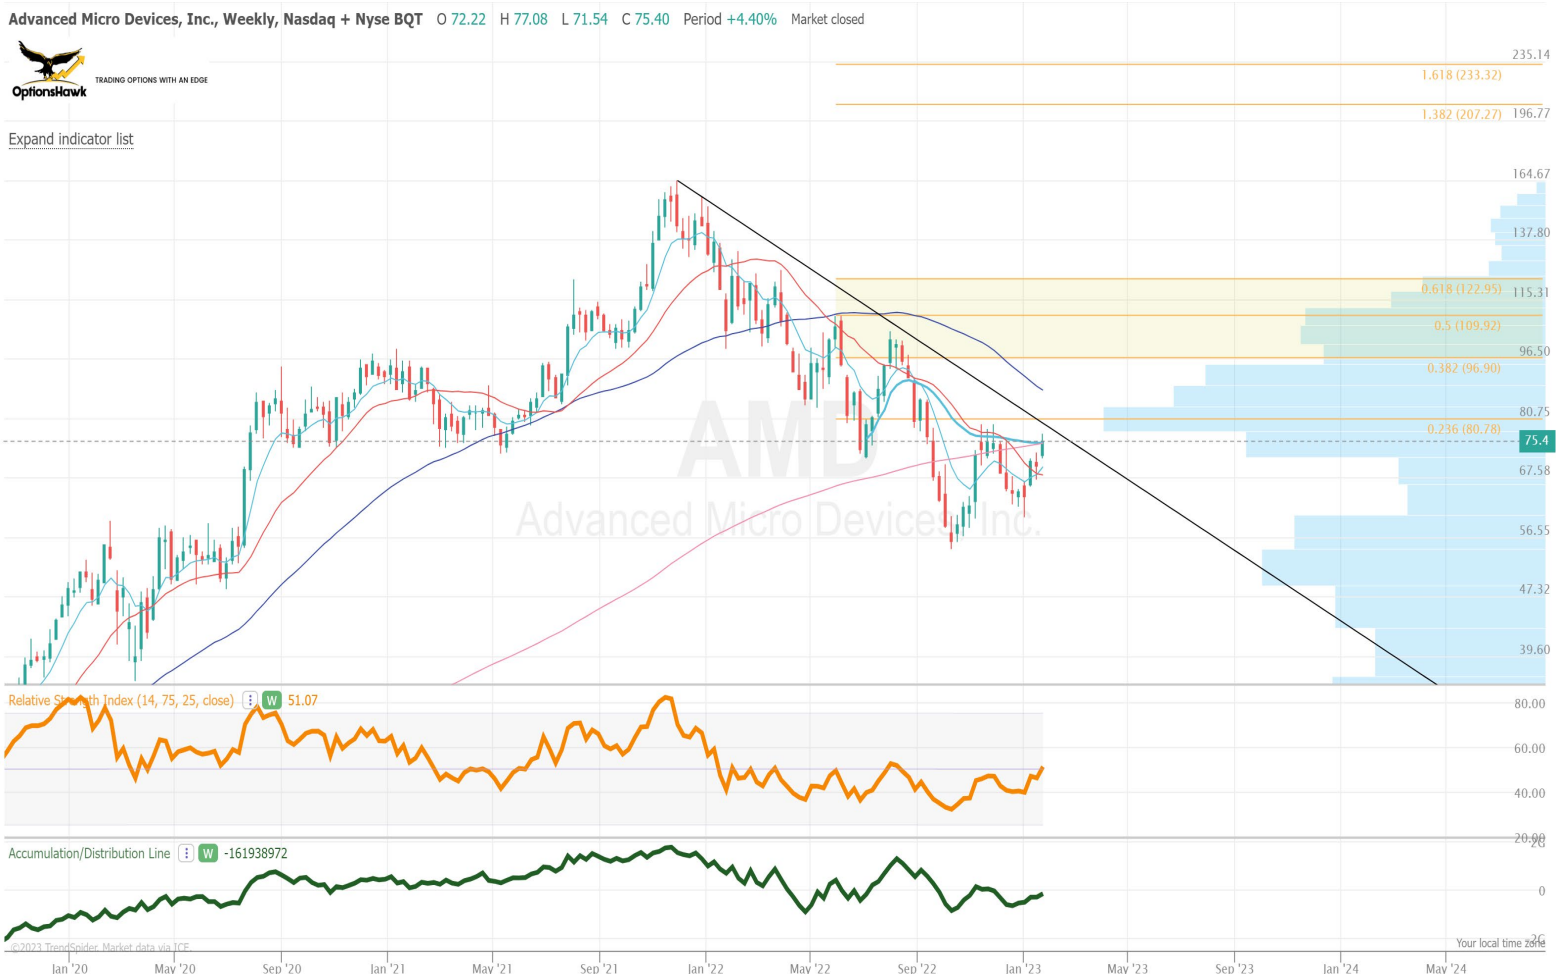 Advanced Micro Devices, Inc., Weekly, Nasdaq + Nyse BQT O 72.22 H 77.08 L 71.54 C 75.40 Period +4.40% Market closed
OptionsHawk
TRADING OPTIONS WITH AN EDGE
Expand indicator list
235.14
1.618 (233.32)
1.382 (207.27)
196.77
164.67
137.80
0.618 (122.95)
115.31
0.5 (109.92)
96.50
0.382 (96.90)
80.75
0.236 (80.78)
75.4
67.58
56.55
47.32
39.60
AMD
Advanced Micro Devices, Inc.
Relative Strength Index (14, 75, 25, close) W 51.07
80.00
60.00
40.00
20.00
Accumulation/Distribution Line W -161938972
2G
0
-2G
©2023 TrendSpider. Market data via ICE.
Your local time zone
Jan '20 May '20 Sep '20 Jan '21 May '21 Sep '21 Jan '22 May '22 Sep '22 Jan '23 May '23 Sep '23 Jan '24 May '24